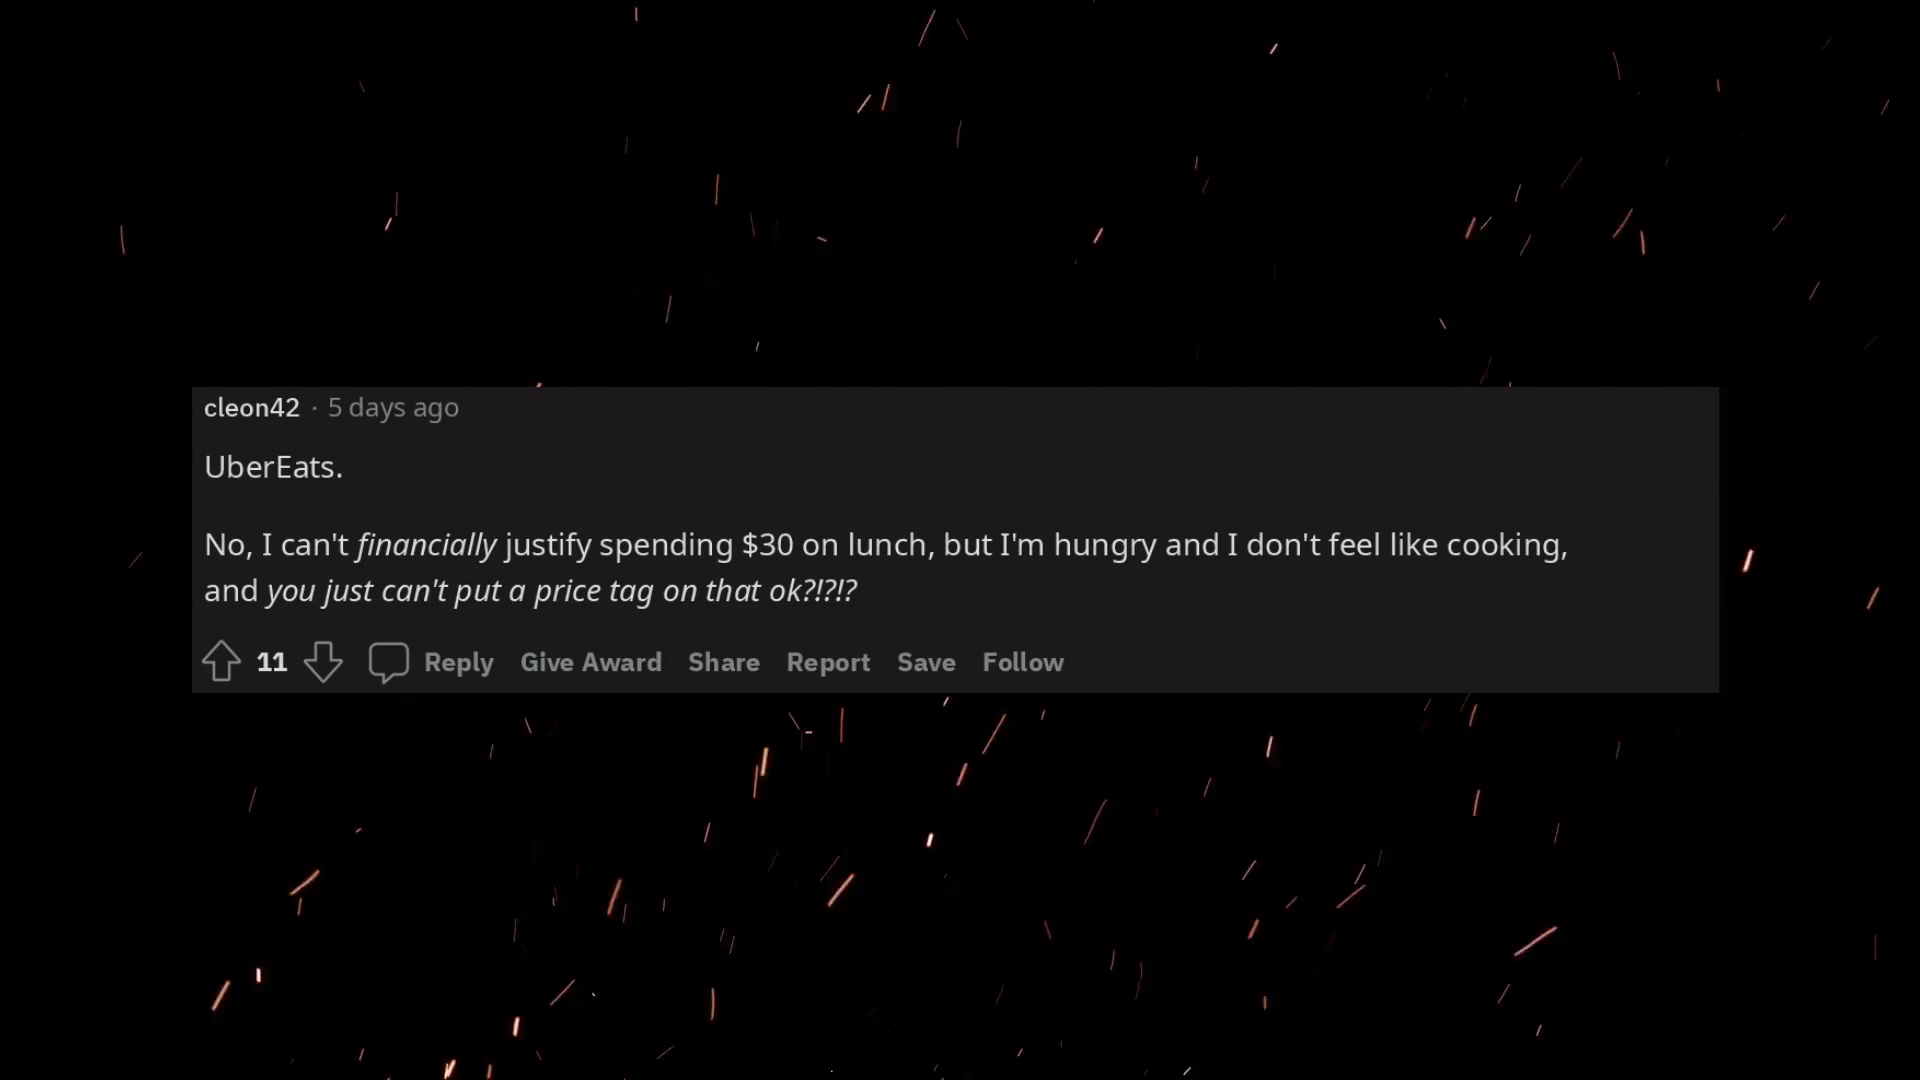 cleon42 · 5 days ago
UberEats.
No, I can't financially justify spending $30 on lunch, but I'm hungry and I don't feel like cooking,
and you just can't put a price tag on that ok?!?!?
11 Reply Give Award Share Report Save Follow